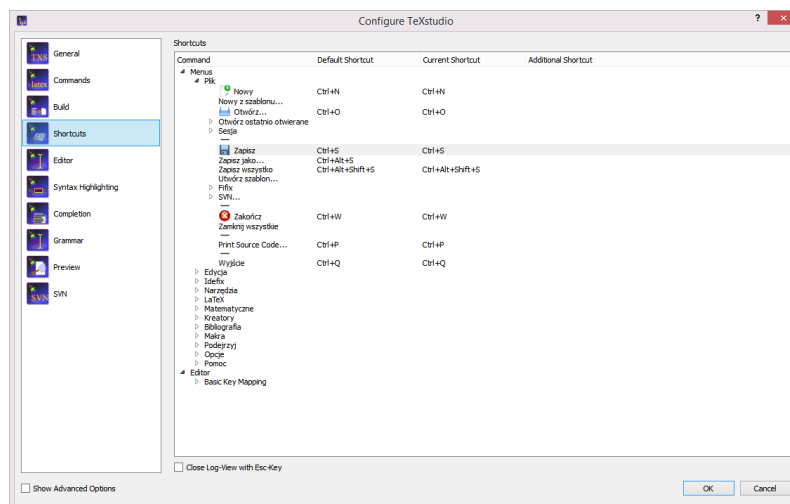 Configure TeXstudio
?
General
Commands
Build
Shortcuts
Editor
Syntax Highlighting
Completion
Grammar
Preview
SVN
Shortcuts
Command Default Shortcut Current Shortcut Additional Shortcut
Menus
Plik
Nowy Ctrl+N Ctrl+N
Nowy z szablonu...
Otwórz... Ctrl+O Ctrl+O
Otwórz ostatnio otwierane
Sesja
Zapisz Ctrl+S Ctrl+S
Zapisz jako... Ctrl+Alt+S
Zapisz wszystko Ctrl+Alt+Shift+S Ctrl+Alt+Shift+S
Utwórz szablon...
Fifix
SVN...
Zakończ Ctrl+W Ctrl+W
Zamknij wszystkie
Print Source Code... Ctrl+P Ctrl+P
Wyjście Ctrl+Q Ctrl+Q
Edycja
Idefix
Narzędzia
LaTeX
Matematyczne
Kreatory
Bibliografia
Makra
Podejrzyj
Opcje
Pomoc
Editor
Basic Key Mapping
Close Log-View with Esc-Key
Show Advanced Options
OK Cancel